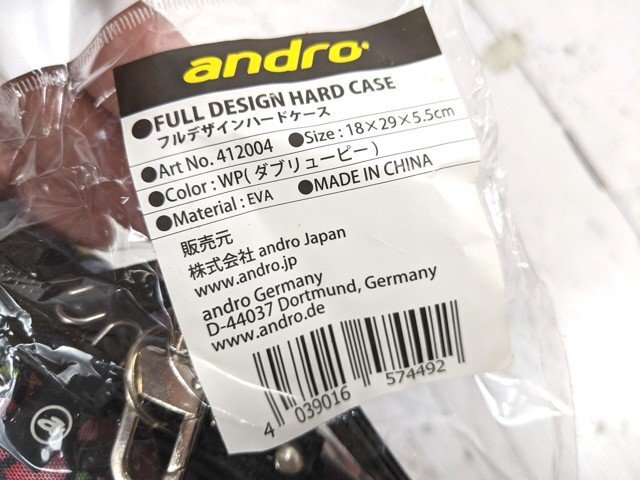 andro
●FULL DESIGN HARD CASE
フルデザインハードケース
●Art No. 412004 ●Size : 18×29×5.5cm
●Color : WP( ダブリューピー )
●Material : EVA ●MADE IN CHINA
販売元
株式会社 andro Japan
www.andro.jp
andro Germany
D-44037 Dortmund, Germany
www.andro.de
4 039016 574492